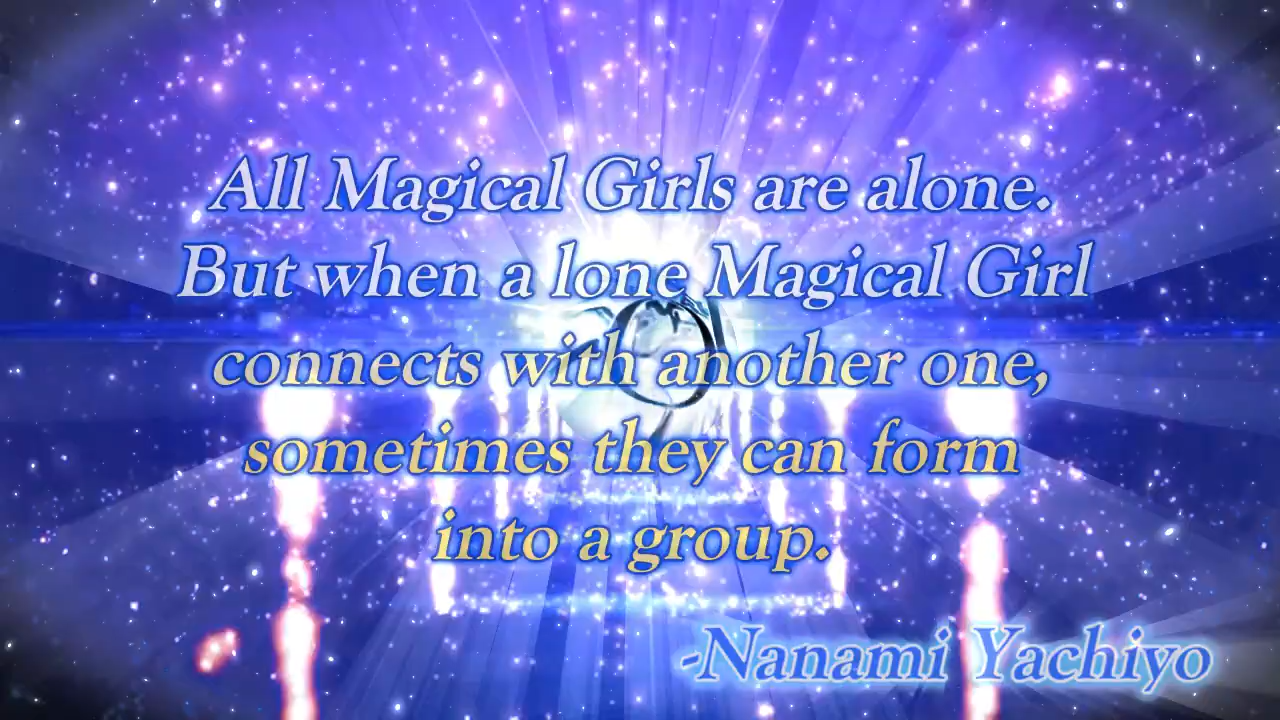 All Magical Girls are alone.
But when a lone Magical Girl
connects with another one,
sometimes they can form
into a group.
-Nanami Yachiyo